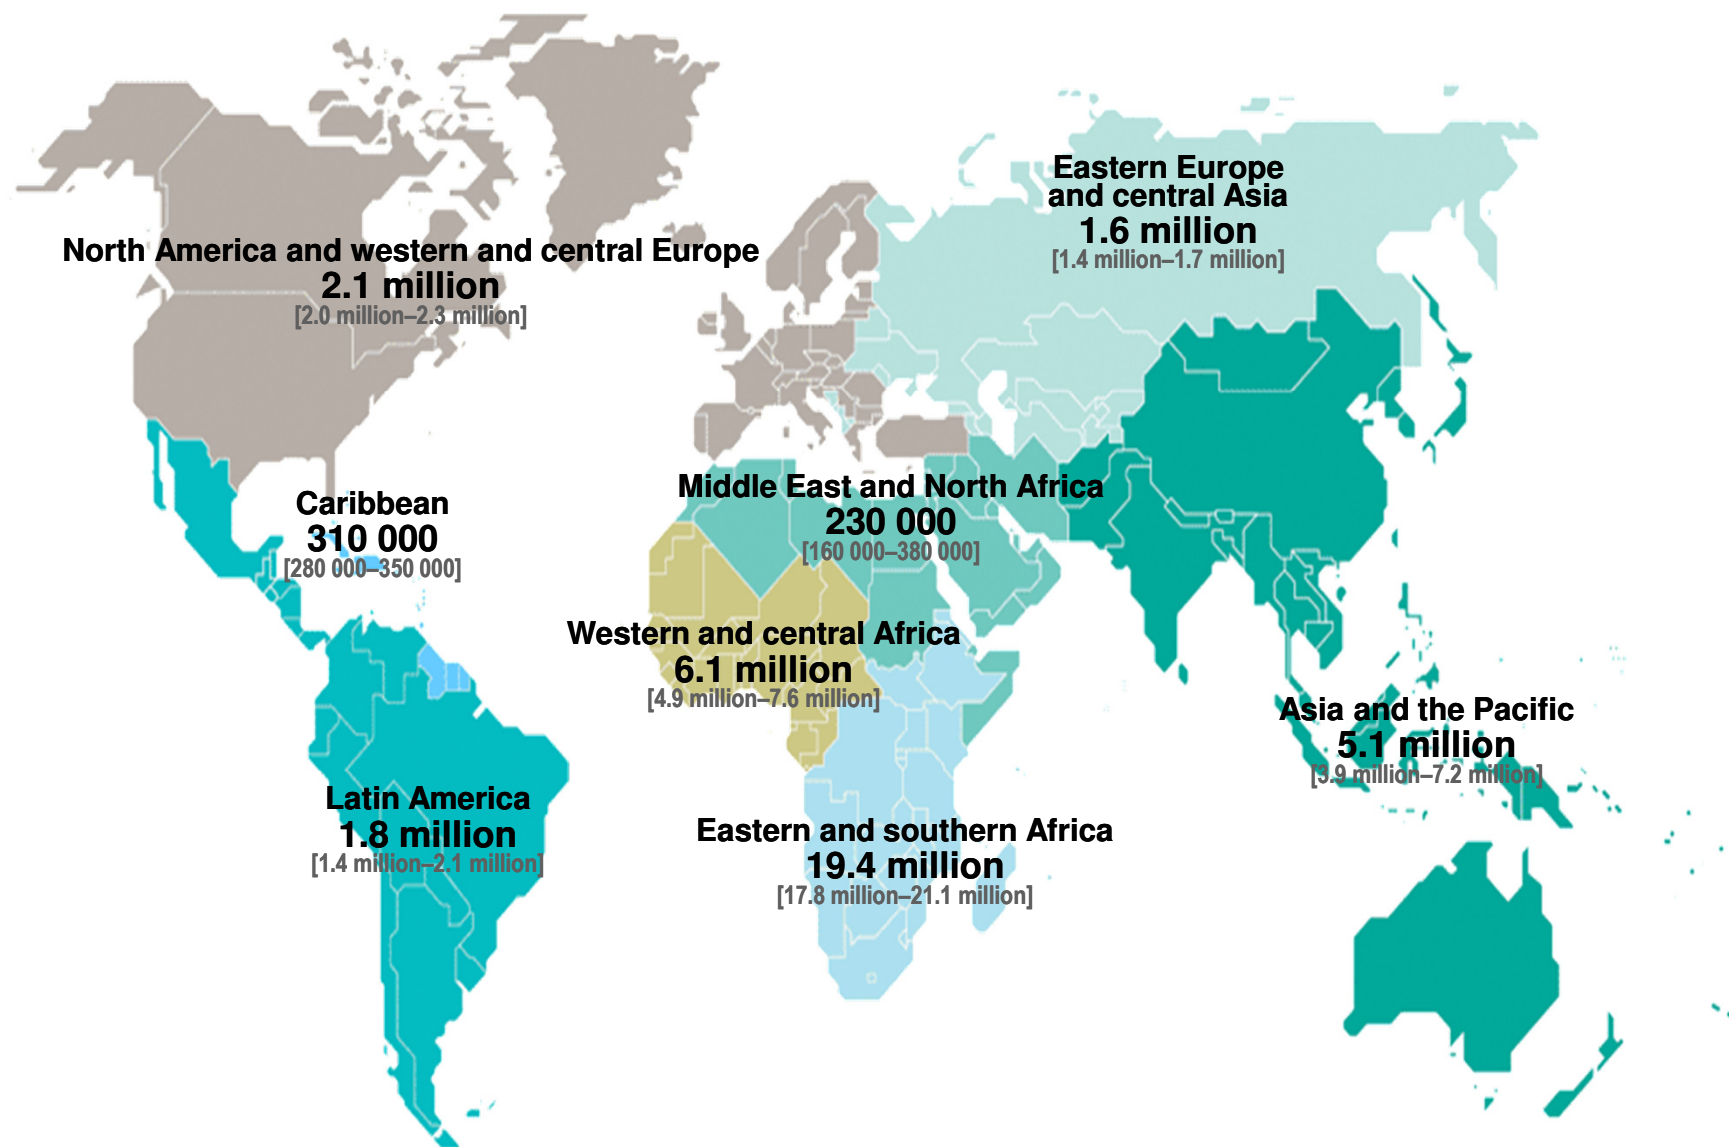 Eastern Europe
and central Asia
1.6 million
[1.4 million–1.7 million]
North America and western and central Europe
2.1 million
[2.0 million–2.3 million]
Caribbean
310 000
[280 000–350 000]
Middle East and North Africa
230 000
[160 000–380 000]
Western and central Africa
6.1 million
[4.9 million–7.6 million]
Asia and the Pacific
5.1 million
[3.9 million–7.2 million]
Latin America
1.8 million
[1.4 million–2.1 million]
Eastern and southern Africa
19.4 million
[17.8 million–21.1 million]